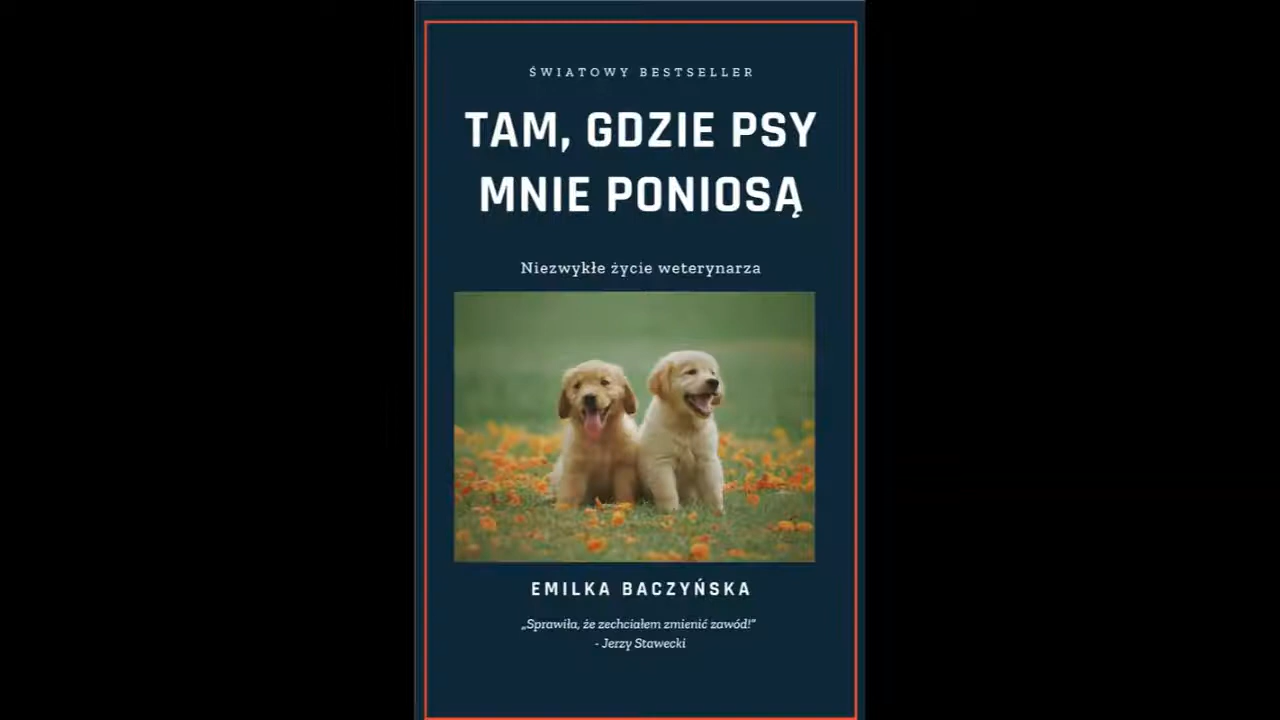 ŚWIATOWY BESTSELLER
TAM, GDZIE PSY
MNIE PONIOSĄ
Niezwykłe życie weterynarza
EMILKA BACZYŃSKA
„Sprawiła, że zechciałem zmienić zawód!”
- Jerzy Stawecki